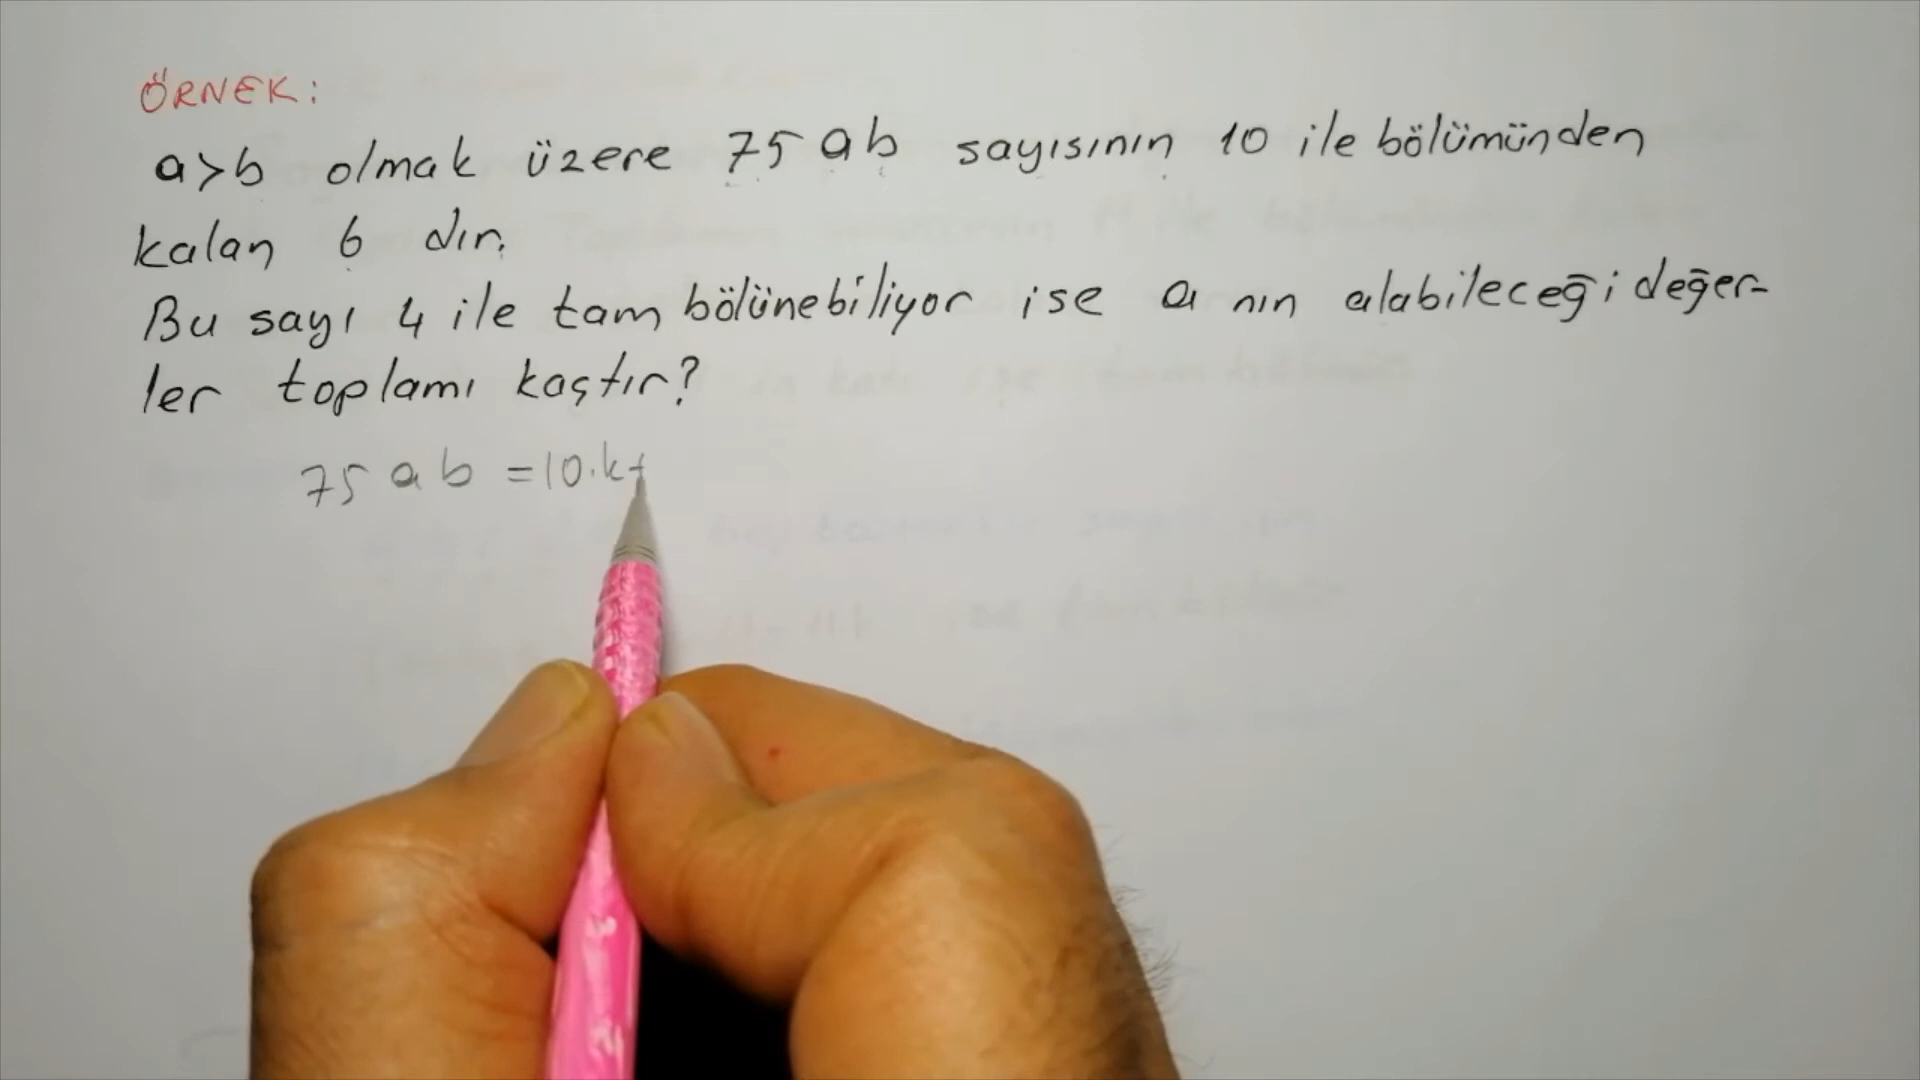 ÖRNEK:
a>b olmak üzere 75ab sayısının 10 ile bölümünden
kalan 6 dır.
Bu sayı 4 ile tam bölünebiliyor ise a nın alabileceği değer-
ler toplamı kaçtır?
75ab =10.k+